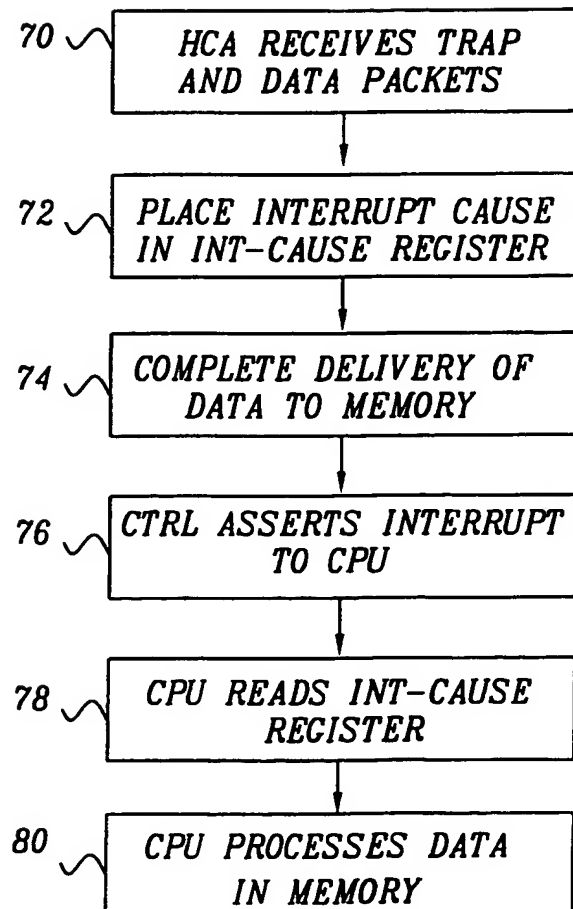 70
HCA RECEIVES TRAP
AND DATA PACKETS
72
PLACE INTERRUPT CAUSE
IN INT-CAUSE REGISTER
74
COMPLETE DELIVERY OF
DATA TO MEMORY
76
CTRL ASSERTS INTERRUPT
TO CPU
78
CPU READS INT-CAUSE
REGISTER
80
CPU PROCESSES DATA
IN MEMORY